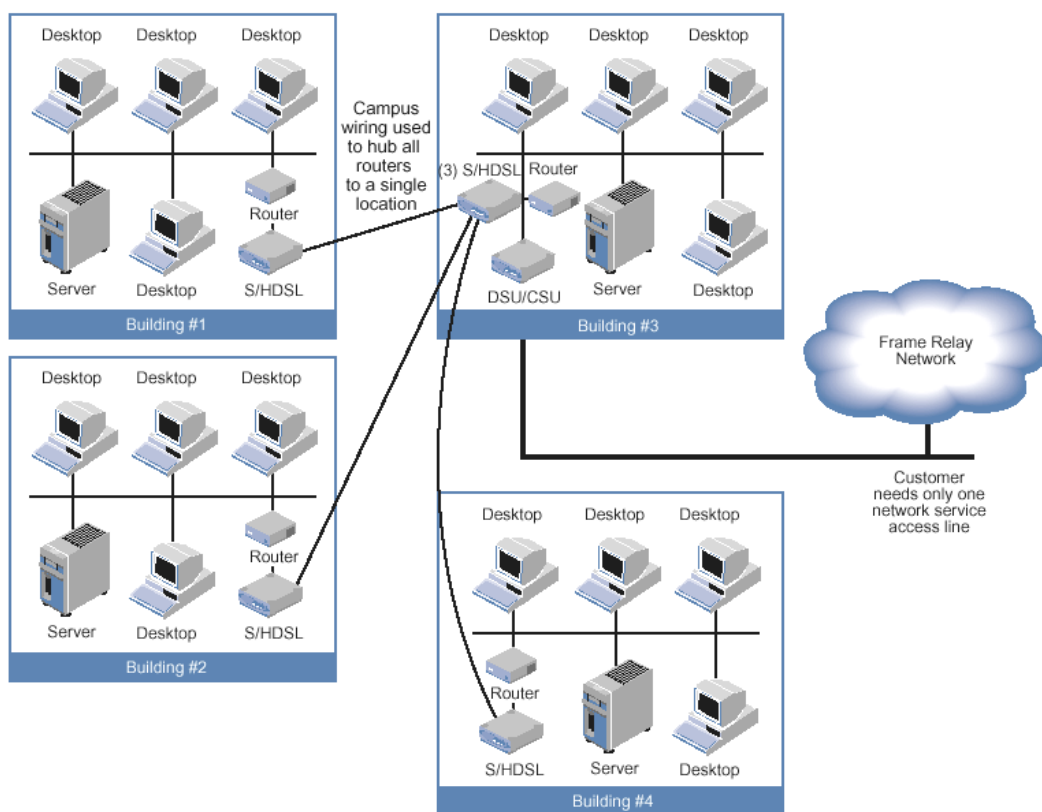 Desktop Desktop Desktop
Router
Server Desktop S/HDSL
Building #1
Campus
wiring used
to hub all
routers
to a single
location
Desktop Desktop Desktop
(3) S/HDSL Router
DSU/CSU Server Desktop
Building #3
Frame Relay
Network
Customer
needs only one
network service
access line
Desktop Desktop Desktop
Router
Server Desktop S/HDSL
Building #2
Desktop Desktop Desktop
Router
S/HDSL Server Desktop
Building #4